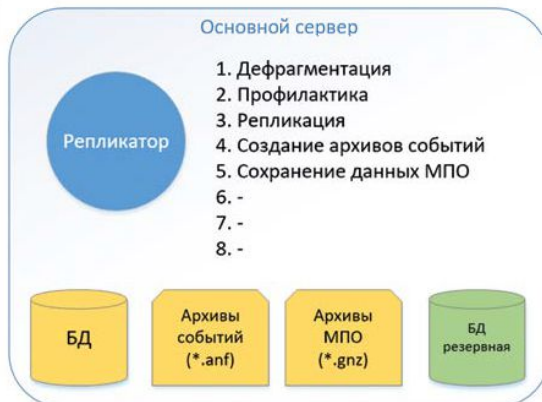 Основной сервер
Репликатор
1. Дефрагментация
2. Профилактика
3. Репликация
4. Создание архивов событий
5. Сохранение данных МПО
6. -
7. -
8. -
БД
Архивы
событий
(*.anf)
Архивы
МПО
(*.gnz)
БД
резервная